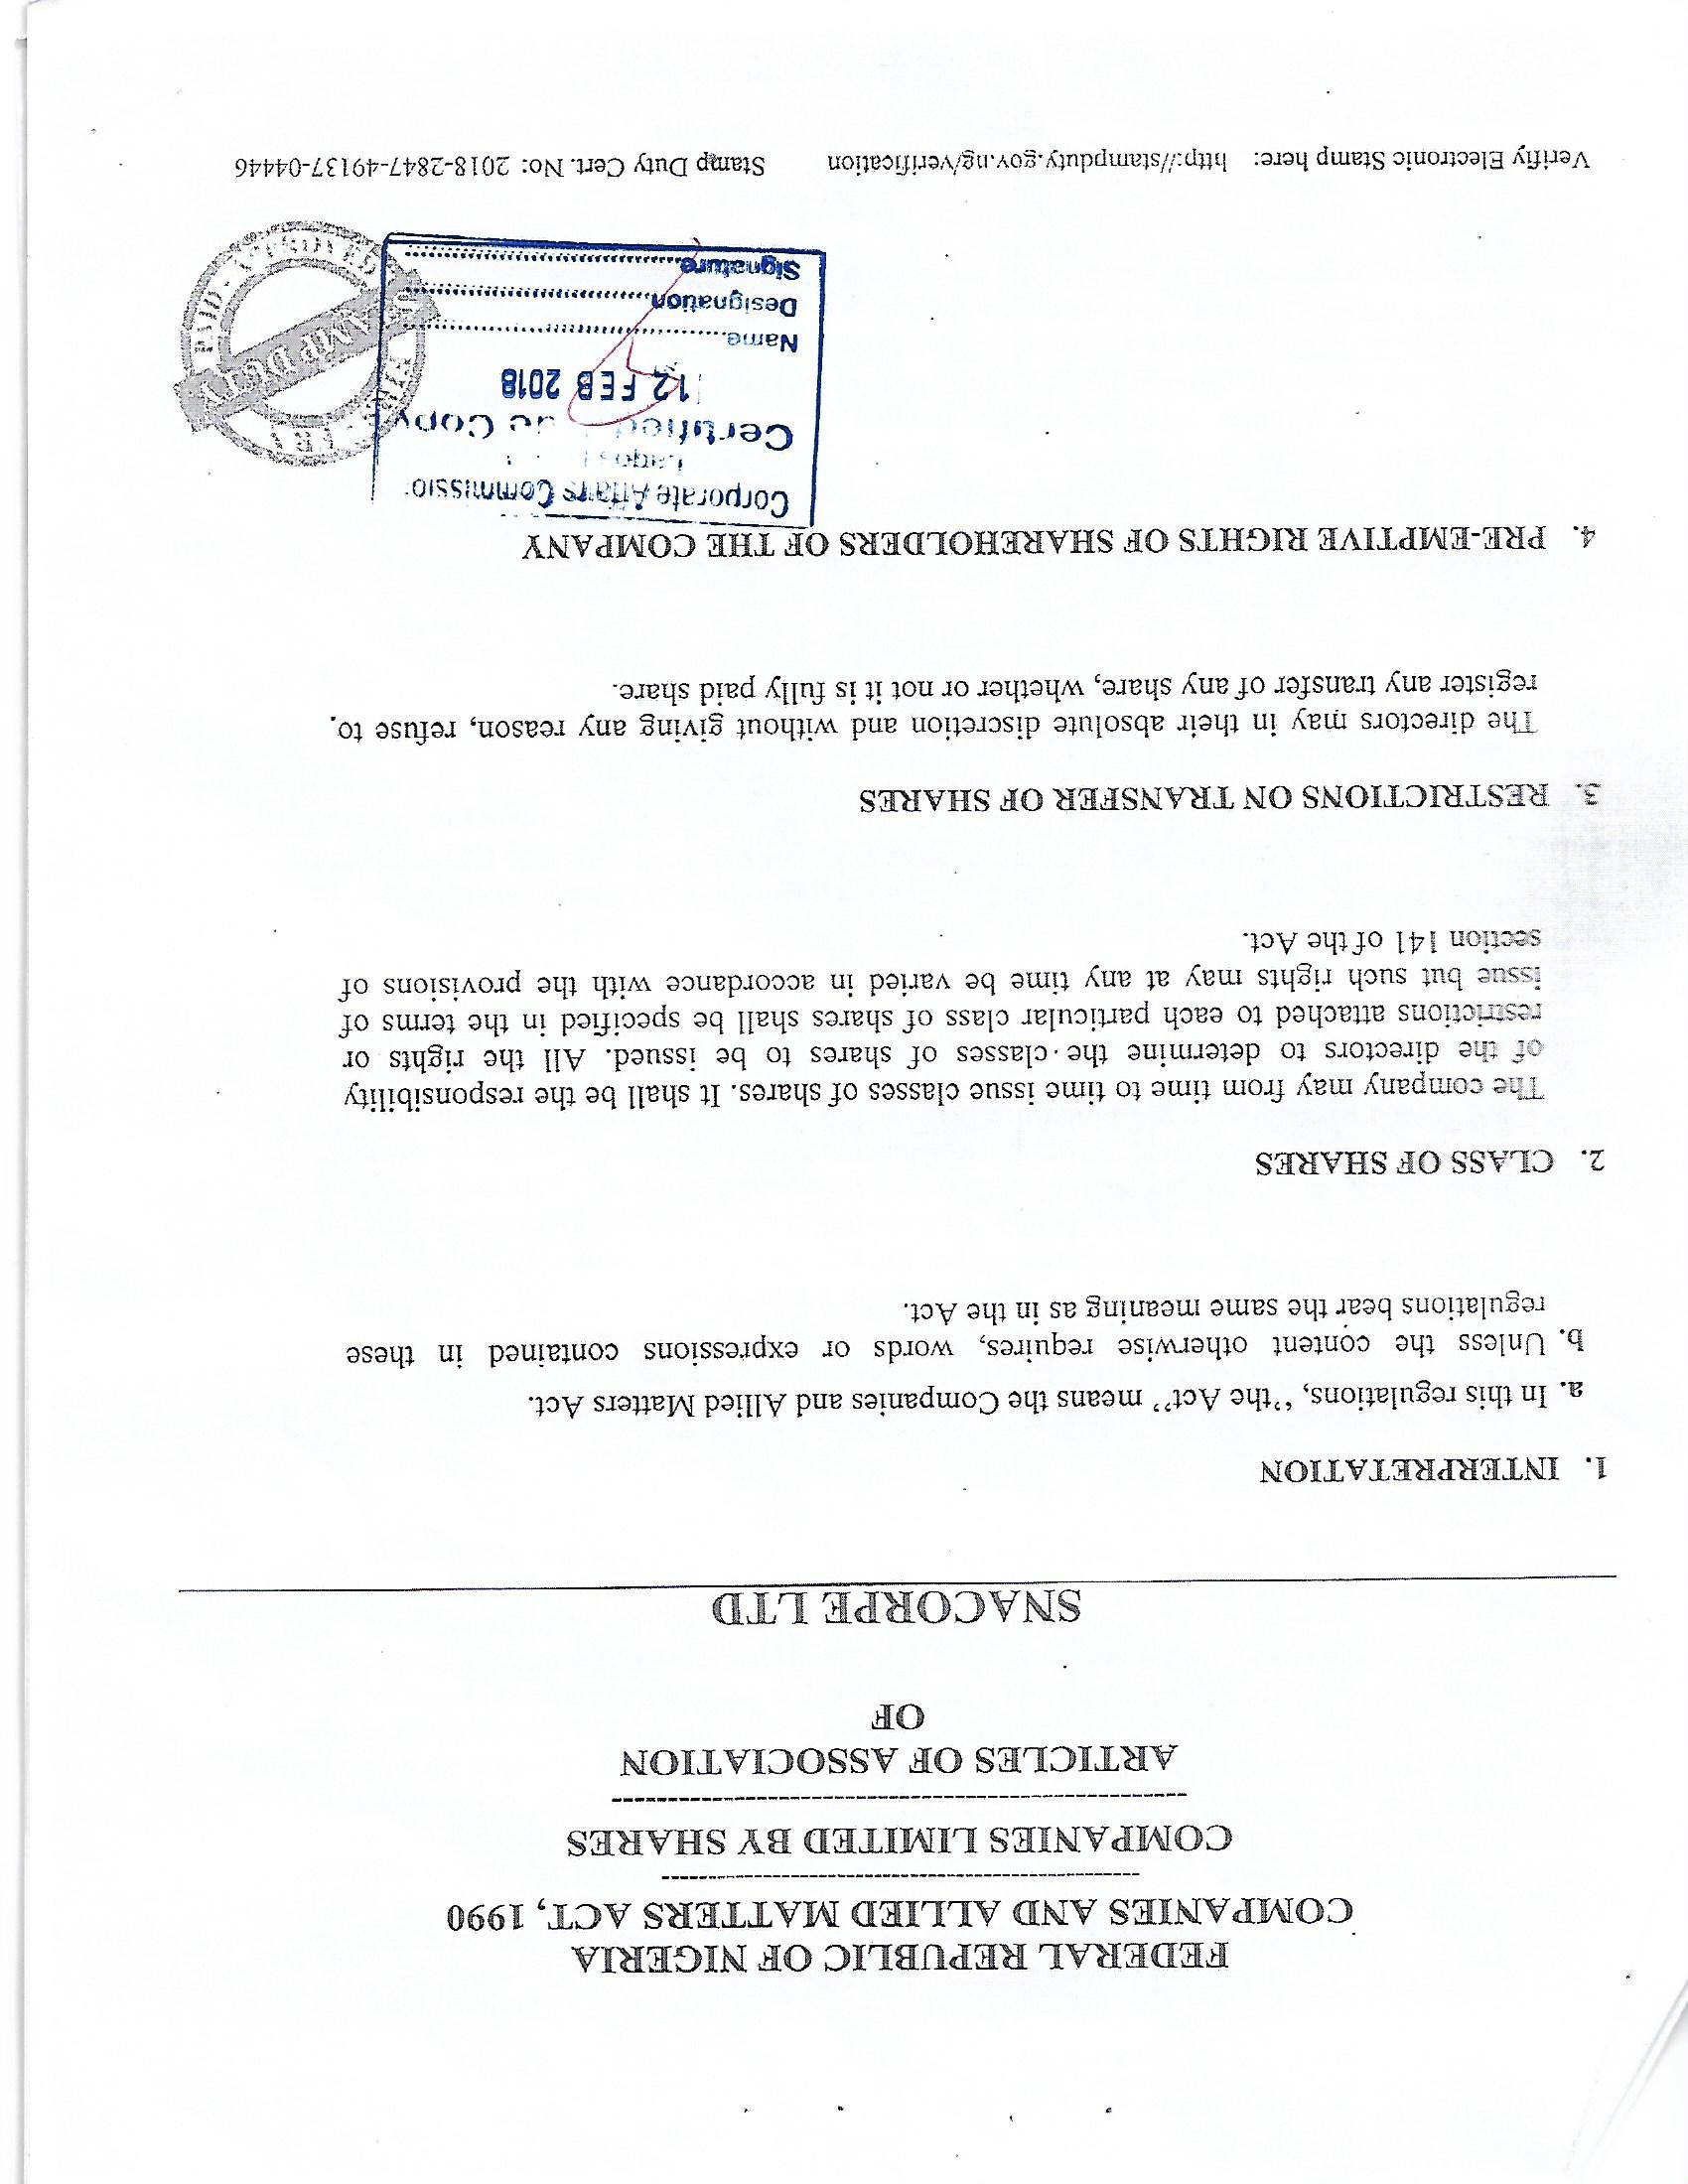 FEDERAL REPUBLIC OF NIGERIA
COMPANIES AND ALLIED MATTERS ACT, 1990
COMPANIES LIMITED BY SHARES
ARTICLES OF ASSOCIATION
OF
SNACORPE LTD
1. INTERPRETATION
a. In this regulations, “the Act” means the Companies and Allied Matters Act.
b. Unless the content otherwise requires, words or expressions contained in these
regulations bear the same meaning as in the Act.
2. CLASS OF SHARES
The company may from time to time issue classes of shares. It shall be the responsibility
of the directors to determine the classes of shares to be issued. All the rights or
restrictions attached to each particular class of shares shall be specified in the terms of
issue but such rights may at any time be varied in accordance with the provisions of
section 141 of the Act.
3. RESTRICTIONS ON TRANSFER OF SHARES
The directors may in their absolute discretion and without giving any reason, refuse to
register any transfer of any share, whether or not it is fully paid share.
4. PRE-EMPTIVE RIGHTS OF SHAREHOLDERS OF THE COMPANY
Corporate Affairs Commissio
Lagos
Certified Copy
12 FEB 2018
Name
Designation
Signature
STAMP DUTY
Verifiy Electronic Stamp here: http://stampduty.gov.ng/verification Stamp Duty Cert. No: 2018-2847-49137-04446